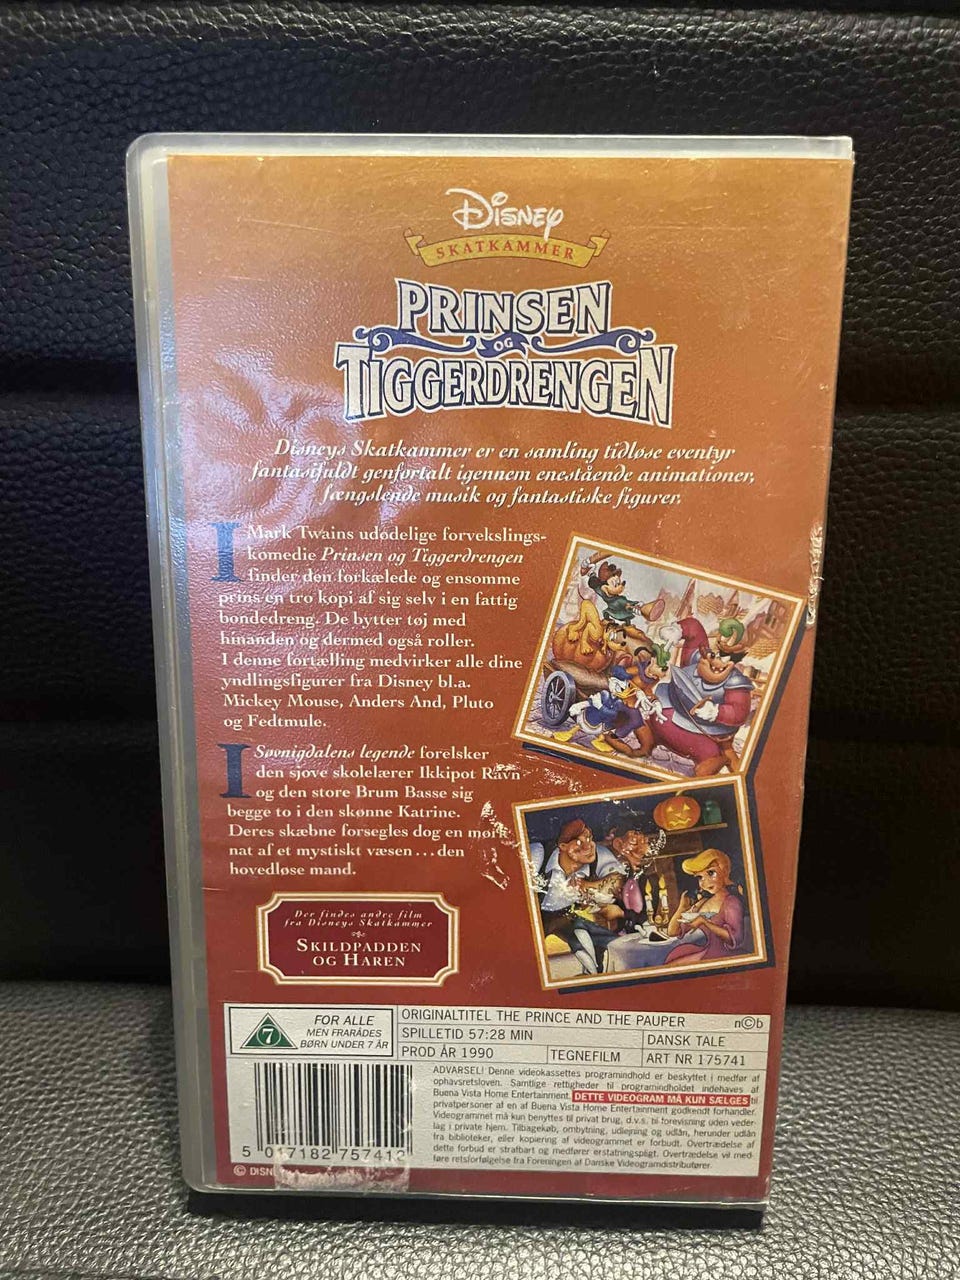 Disney
SKATKAMMER
PRINSEN
OG
TIGGERDRENGEN
Disneys Skatkammer er en samling tidløse eventyr
fantasifuldt genfortalt igennem enestående animationer,
fængslende musik og fantastiske figurer.
I Mark Twains udødelige forvekslings-
komedie Prinsen og Tiggerdrengen
finder den forkælede og ensomme
prins en tro kopi af sig selv i en fattig
bondedreng. De bytter tøj med
hinanden og dermed også roller.
I denne fortælling medvirker alle dine
yndlingsfigurer fra Disney bl.a.
Mickey Mouse, Anders And, Pluto
og Fedtmule.
I Søvnigdalens legende forelsker
den sjove skolelærer Ikkipot Ravn
og den store Brum Basse sig
begge to i den skønne Katrine.
Deres skæbne forsegles dog en mørk
nat af et mystiskt væsen...den
hovedløse mand.
Der findes andre film
fra Disneys Skatkammer
SKILDPADDEN
OG HAREN
7
FOR ALLE
MEN FRARÅDES
BØRN UNDER 7 ÅR
ORIGINALTITEL THE PRINCE AND THE PAUPER n©b
SPILLETID 57:28 MIN DANSK TALE
PROD ÅR 1990 TEGNEFILM ART NR 175741
ADVARSEL! Denne videokassettes programindhold er beskyttet i medfør af
ophavsretsloven. Samtlige rettigheder til programindholdet indehaves af
Buena Vista Home Entertainment. DETTE VIDEOGRAM MÅ KUN SÆLGES til
privatpersoner af en af Buena Vista Home Entertainment godkendt forhandler.
Videogrammet må kun benyttes til privat brug, d.v.s. til forevisning uden veder-
lag i private hjem. Tilbagekøb, ombytning, udlejning og udlån, herunder udlån
fra biblioteker, eller kopiering af videogrammet er forbudt. Overtrædelse af
dette forbud er strafbart og medfører erstatningspligt. Overtrædelse vil med-
føre retsforfølgelse fra Foreningen af Danske Videogramdistributører.
5 017182 757412
© DISN